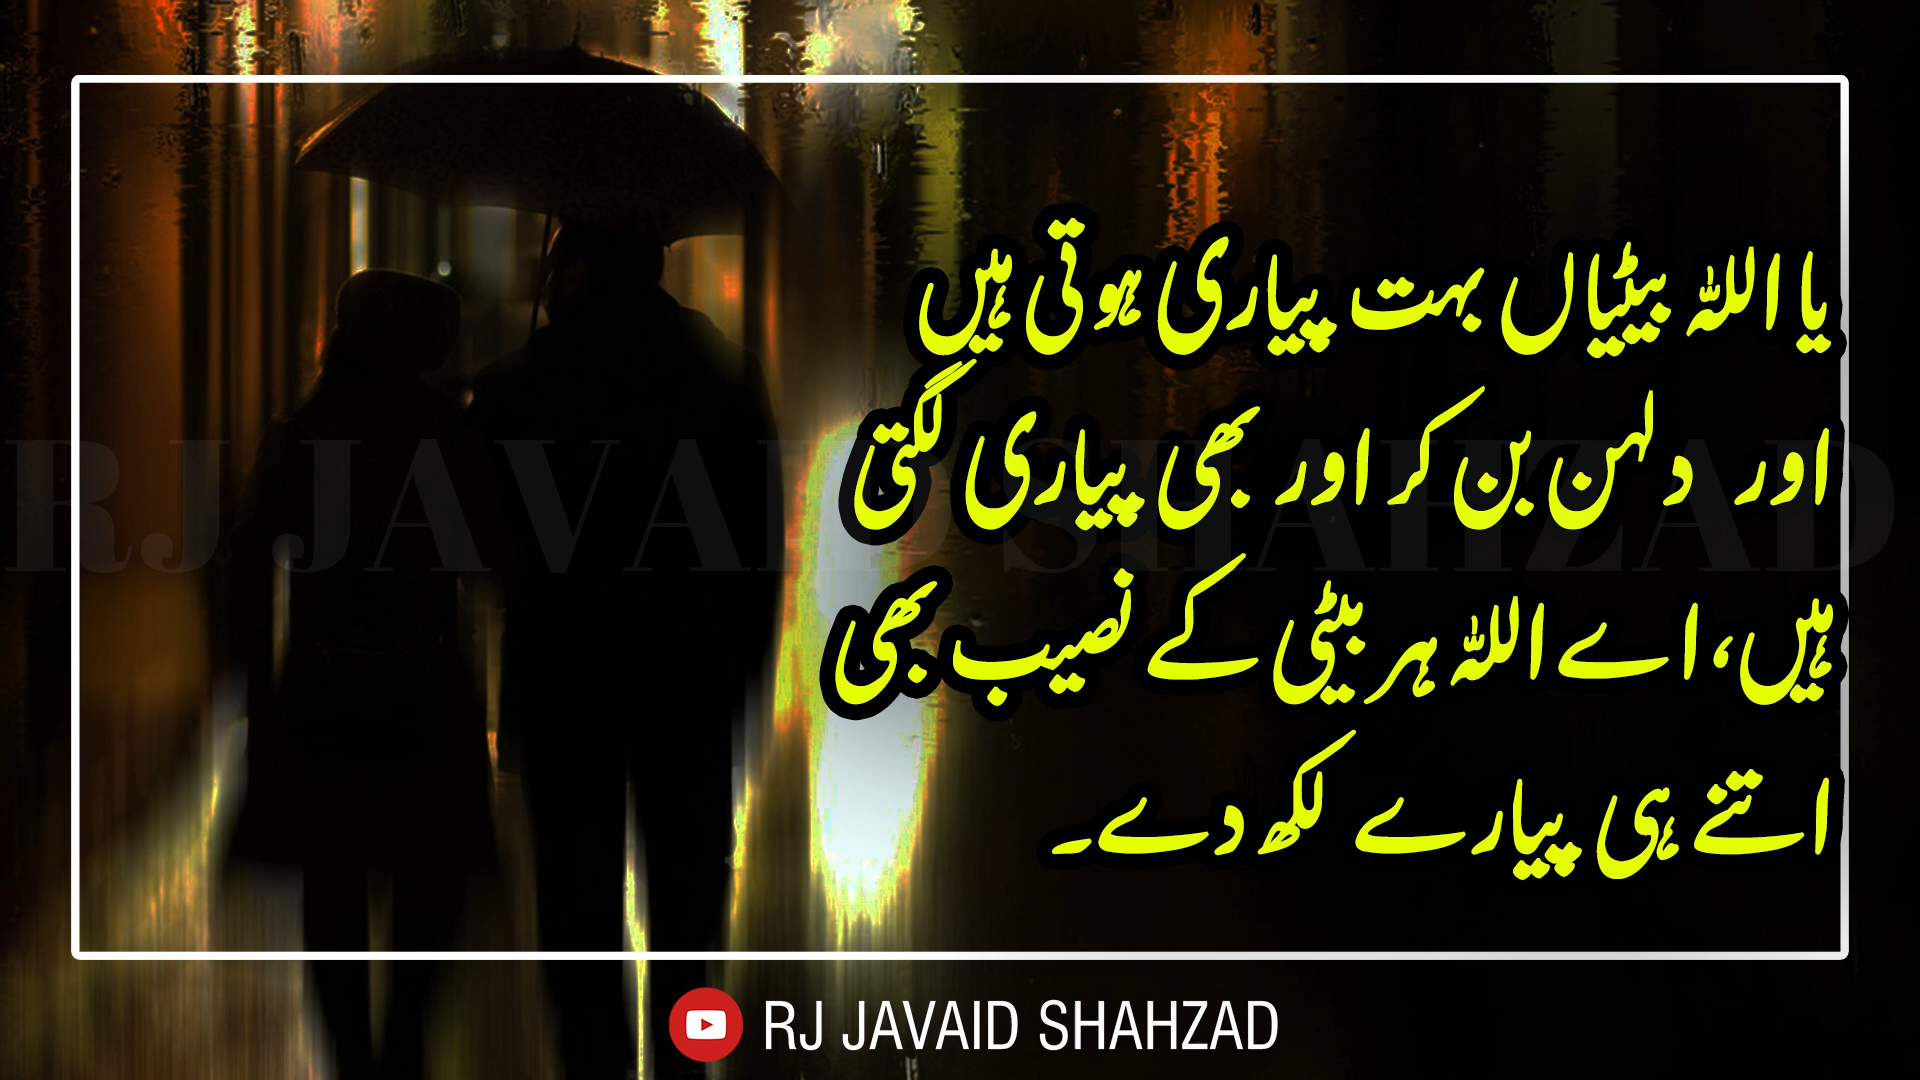 یا اللہ بیٹیاں بہت پیاری ہوتی ہیں
اور دلہن بن کر اور بھی پیاری لگتی
ہیں، اے اللہ ہر بیٹی کے نصیب بھی
اتنے ہی پیارے لکھ دے۔
RJ JAVAID SHAHZAD
RJ JAVAID SHAHZAD